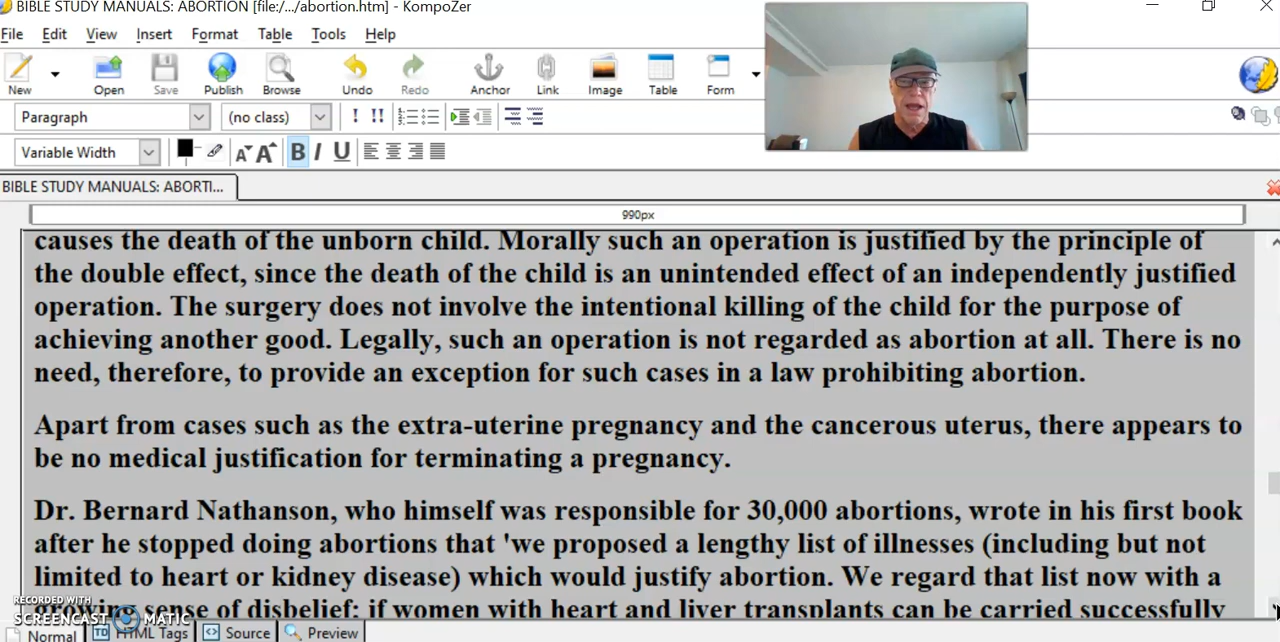 BIBLE STUDY MANUALS: ABORTION [file:/.../abortion.htm] - KompoZer
File Edit View Insert Format Table Tools Help
New Open Save Publish Browse Undo Redo Anchor Link Image Table Form
Paragraph (no class)
Variable Width B I U
BIBLE STUDY MANUALS: ABORTI...
990px
causes the death of the unborn child. Morally such an operation is justified by the principle of
the double effect, since the death of the child is an unintended effect of an independently justified
operation. The surgery does not involve the intentional killing of the child for the purpose of
achieving another good. Legally, such an operation is not regarded as abortion at all. There is no
need, therefore, to provide an exception for such cases in a law prohibiting abortion.
Apart from cases such as the extra-uterine pregnancy and the cancerous uterus, there appears to
be no medical justification for terminating a pregnancy.
Dr. Bernard Nathanson, who himself was responsible for 30,000 abortions, wrote in his first book
after he stopped doing abortions that 'we proposed a lengthy list of illnesses (including but not
limited to heart or kidney disease) which would justify abortion. We regard that list now with a
growing sense of disbelief: if women with heart and liver transplants can be carried successfully
RECORDED WITH
SCREENCAST MATIC
Normal HTML Tags Source Preview